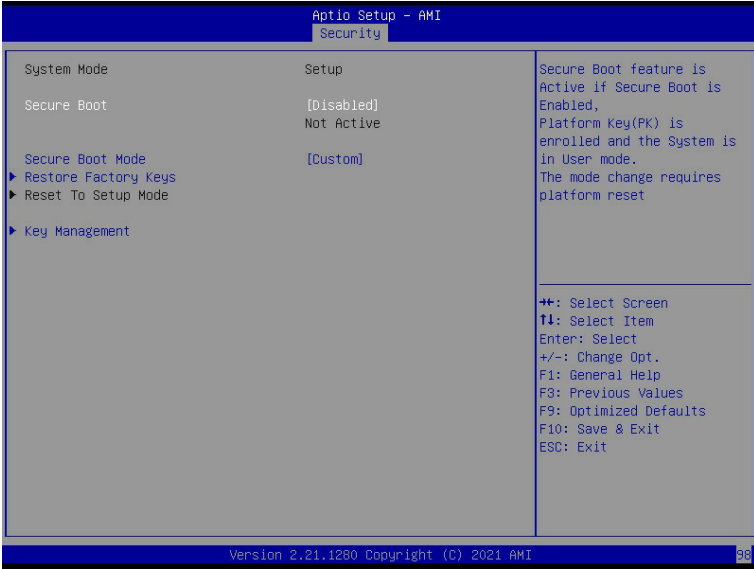 Aptio Setup – AMI
Security
System Mode Setup
Secure Boot [Disabled]
Not Active
Secure Boot Mode [Custom]
▶ Restore Factory Keys
▶ Reset To Setup Mode
▶ Key Management
Secure Boot feature is
Active if Secure Boot is
Enabled,
Platform Key(PK) is
enrolled and the System is
in User mode.
The mode change requires
platform reset
→←: Select Screen
↑↓: Select Item
Enter: Select
+/-: Change Opt.
F1: General Help
F3: Previous Values
F9: Optimized Defaults
F10: Save & Exit
ESC: Exit
Version 2.21.1280 Copyright (C) 2021 AMI
98